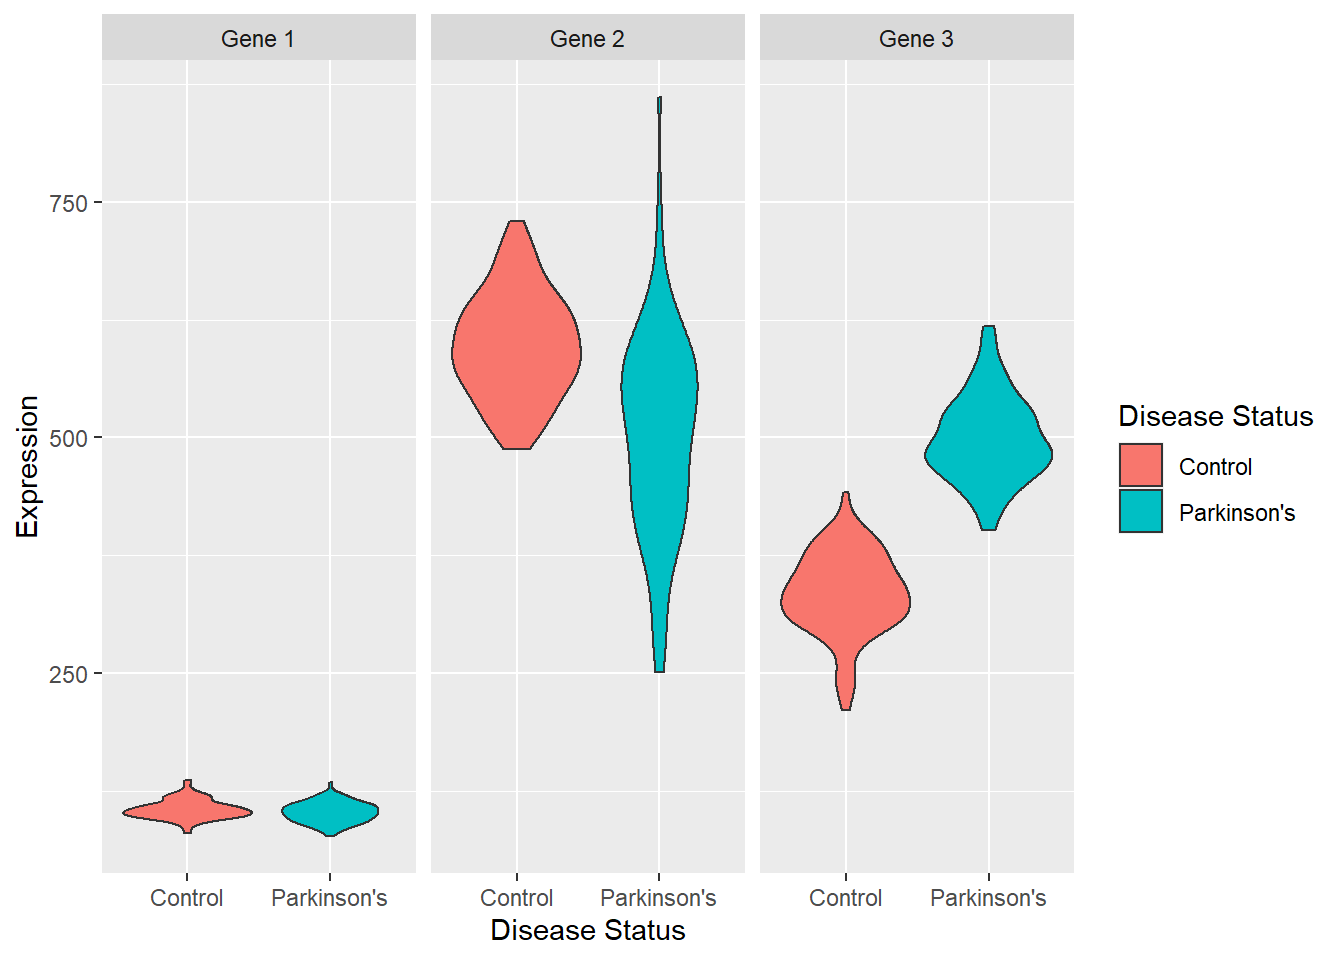 Gene 1
Gene 2
Gene 3
Expression
750
500
250
Control
Parkinson's
Control
Parkinson's
Control
Parkinson's
Disease Status
Disease Status
Control
Parkinson's